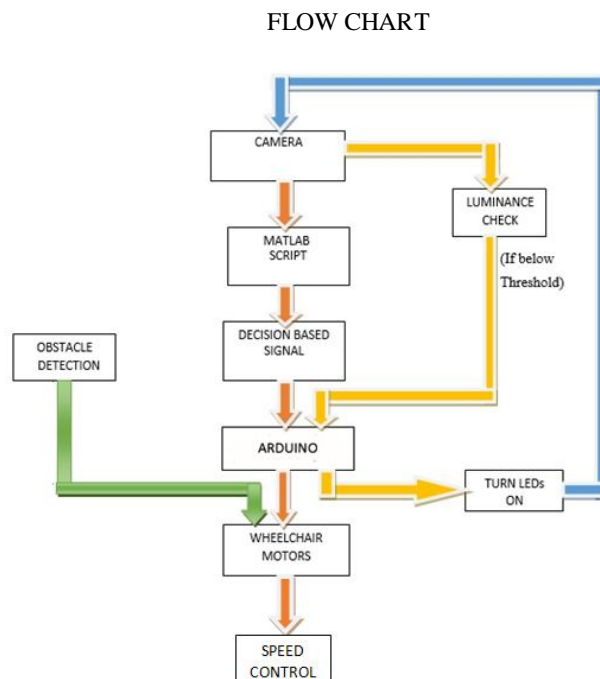 FLOW CHART
CAMERA
LUMINANCE
CHECK
MATLAB
SCRIPT
(If below
Threshold)
DECISION BASED
SIGNAL
OBSTACLE
DETECTION
ARDUINO
TURN LEDs
ON
WHEELCHAIR
MOTORS
SPEED
CONTROL